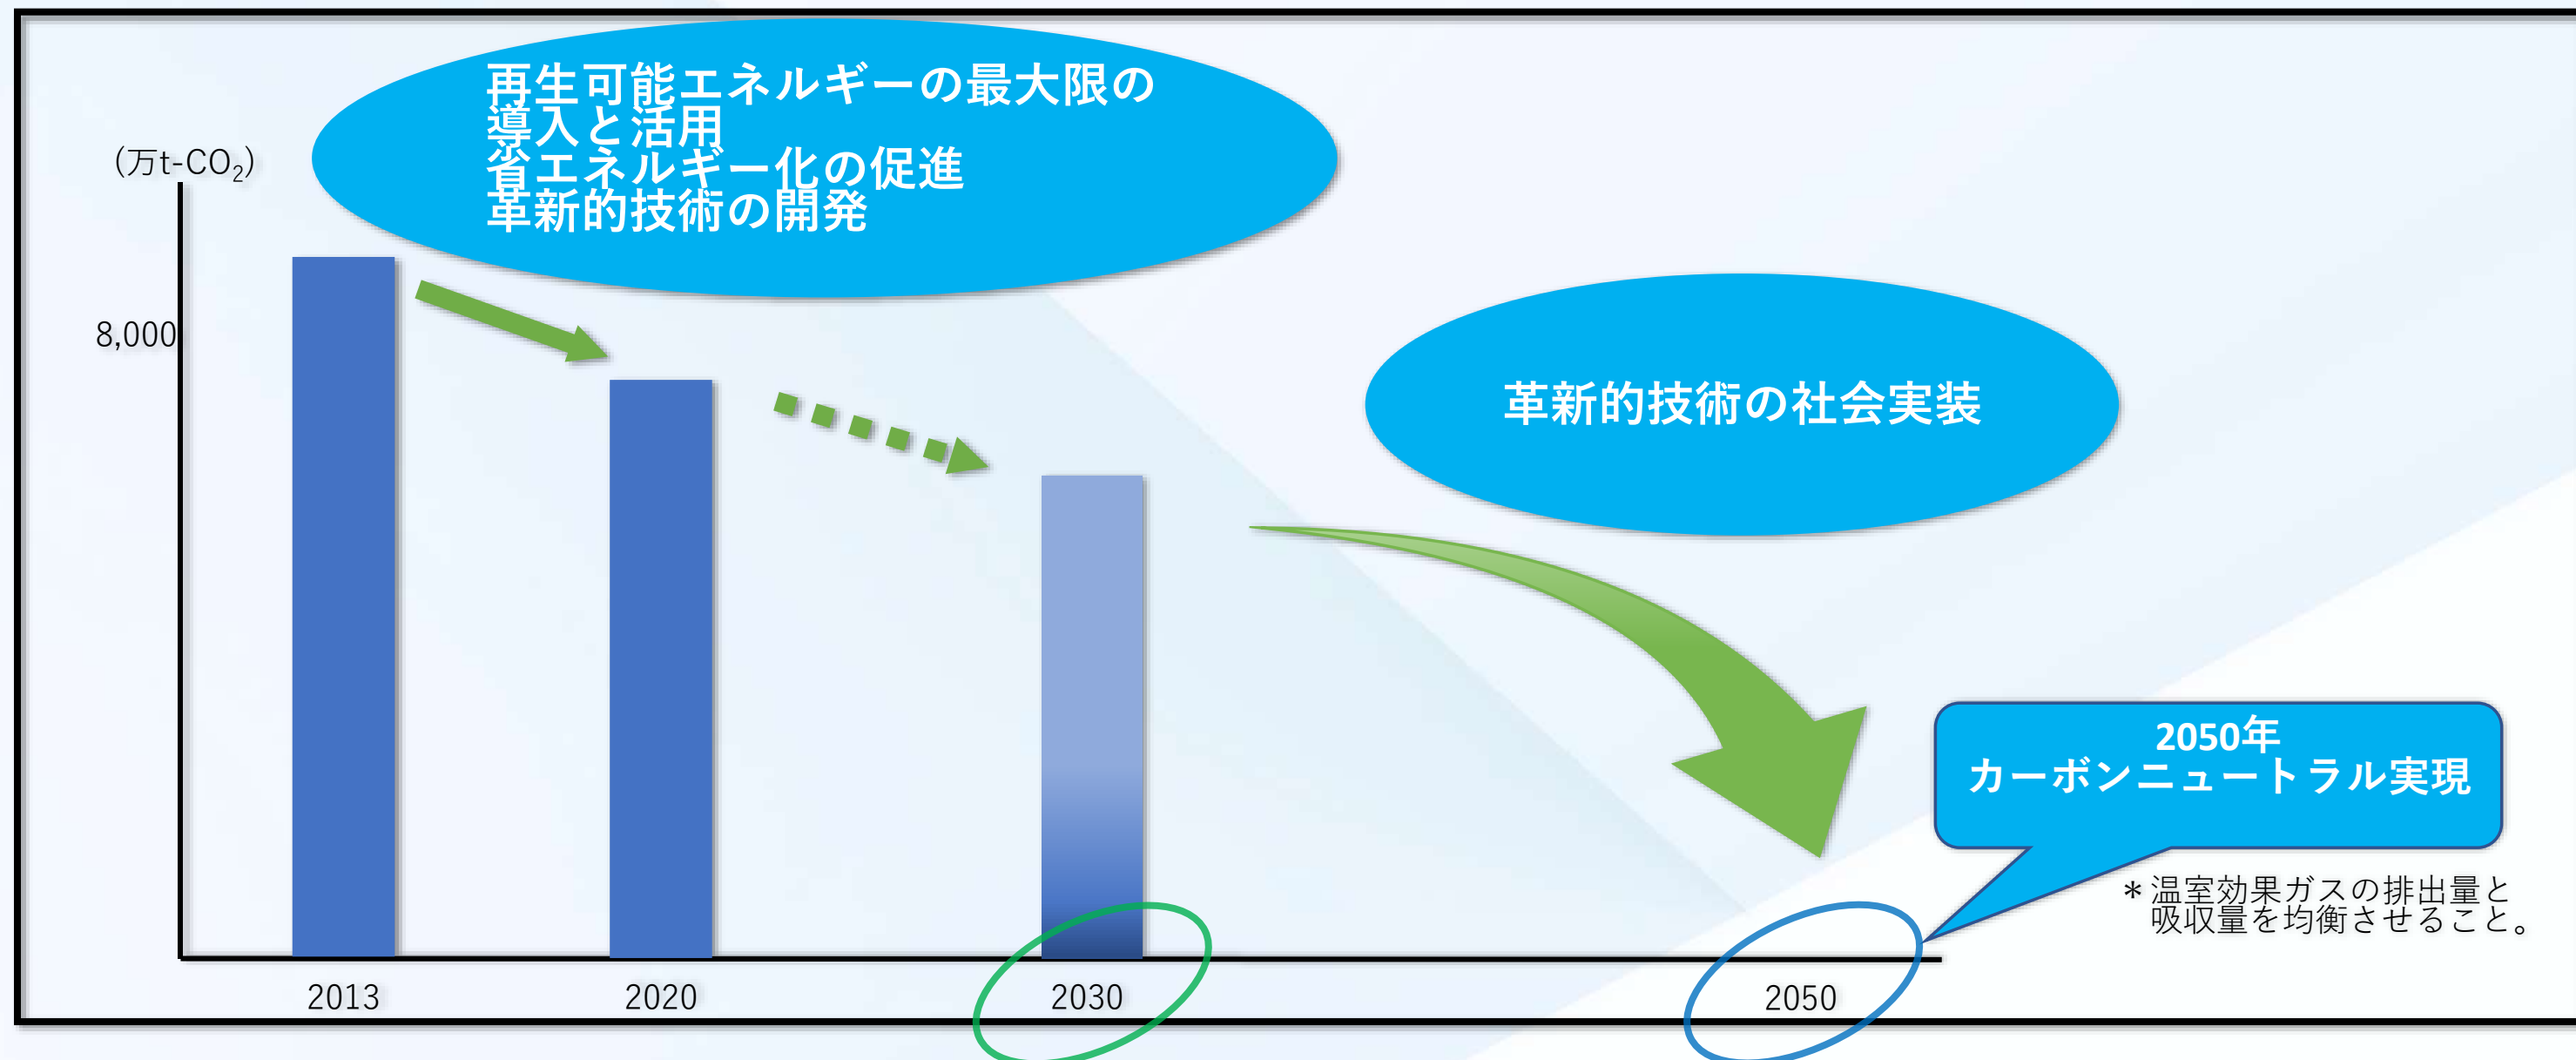 再生可能エネルギーの最大限の
導入と活用
省エネルギー化の促進
革新的技術の開発
(万t-CO₂)
8,000
革新的技術の社会実装
2050年
カーボンニュートラル実現
＊温室効果ガスの排出量と
吸収量を均衡させること。
2013
2020
2030
2050